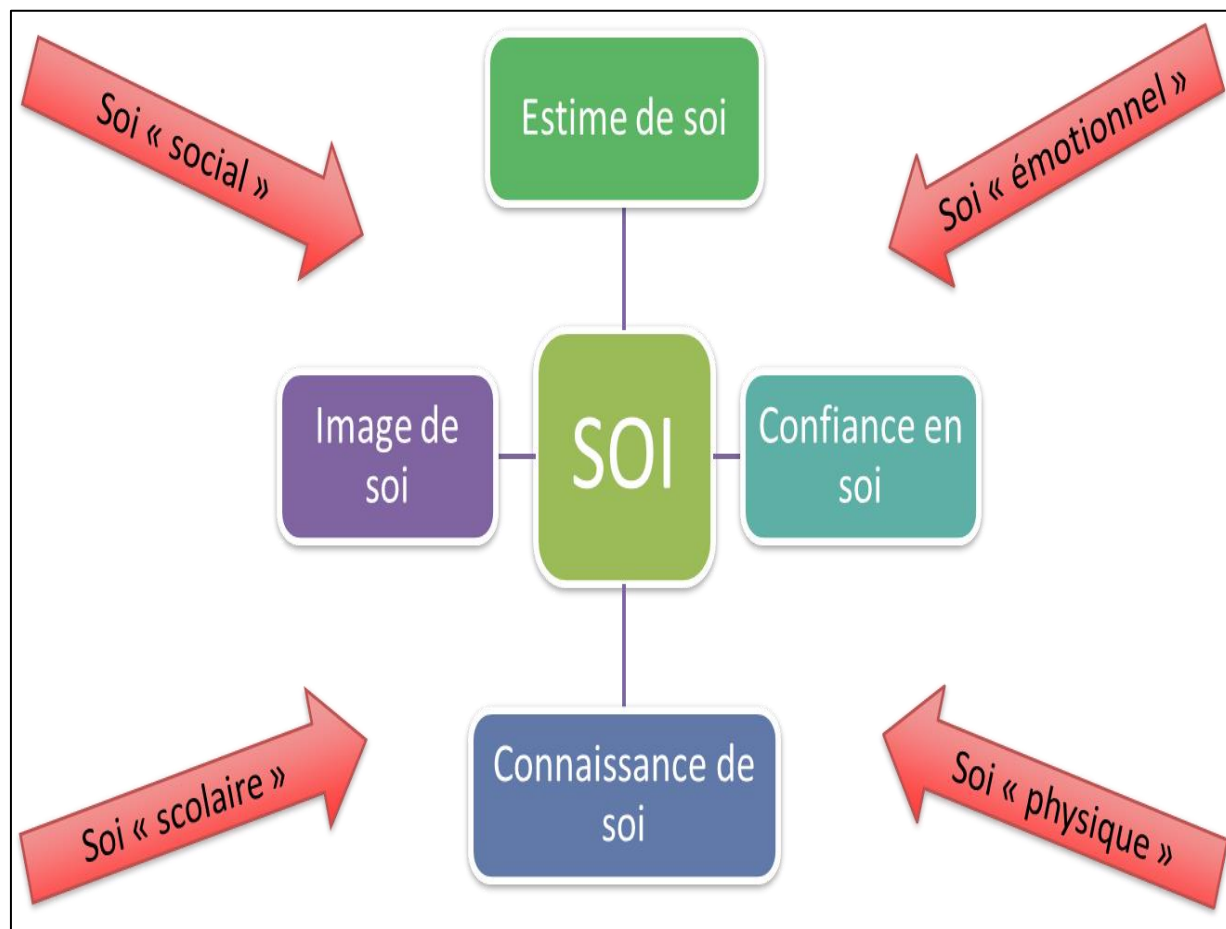 Estime de soi
Soi « social »
Soi « émotionnel »
Image de
soi
SOI
Confiance en
soi
Connaissance de
soi
Soi « scolaire »
Soi « physique »